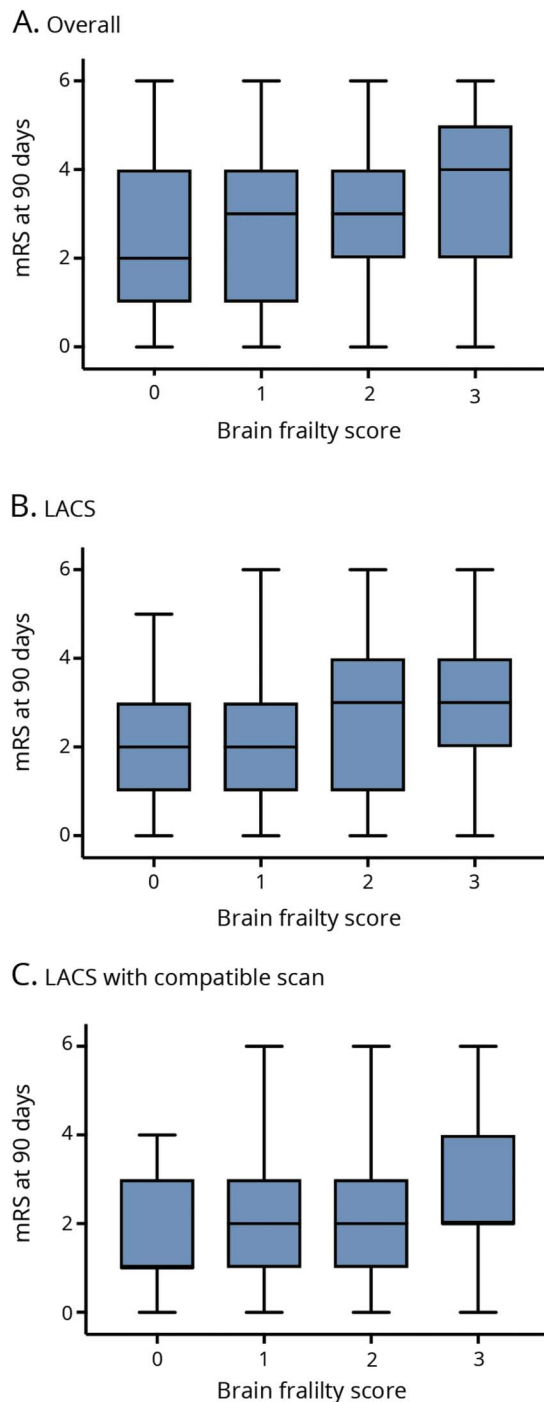 A. Overall
mRS at 90 days
6
4
2
0
0 1 2 3
Brain frailty score
B. LACS
mRS at 90 days
6
4
2
0
0 1 2 3
Brain frailty score
C. LACS with compatible scan
mRS at 90 days
6
4
2
0
0 1 2 3
Brain fralilty score